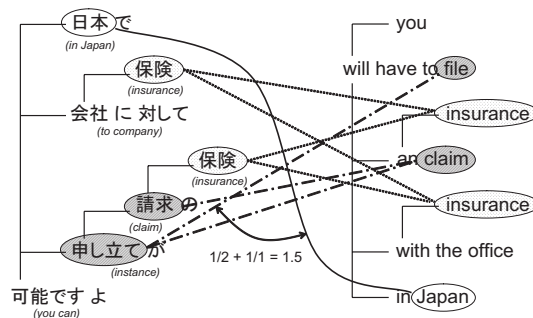 日本で
(in Japan)
保険
(insurance)
会社 に 対して
(to company)
保険
(insurance)
請求 の
(claim)
申し立て が
(instance)
可能です よ
(you can)
1/2 + 1/1 = 1.5
you
will have to file
insurance
an claim
insurance
with the office
in Japan